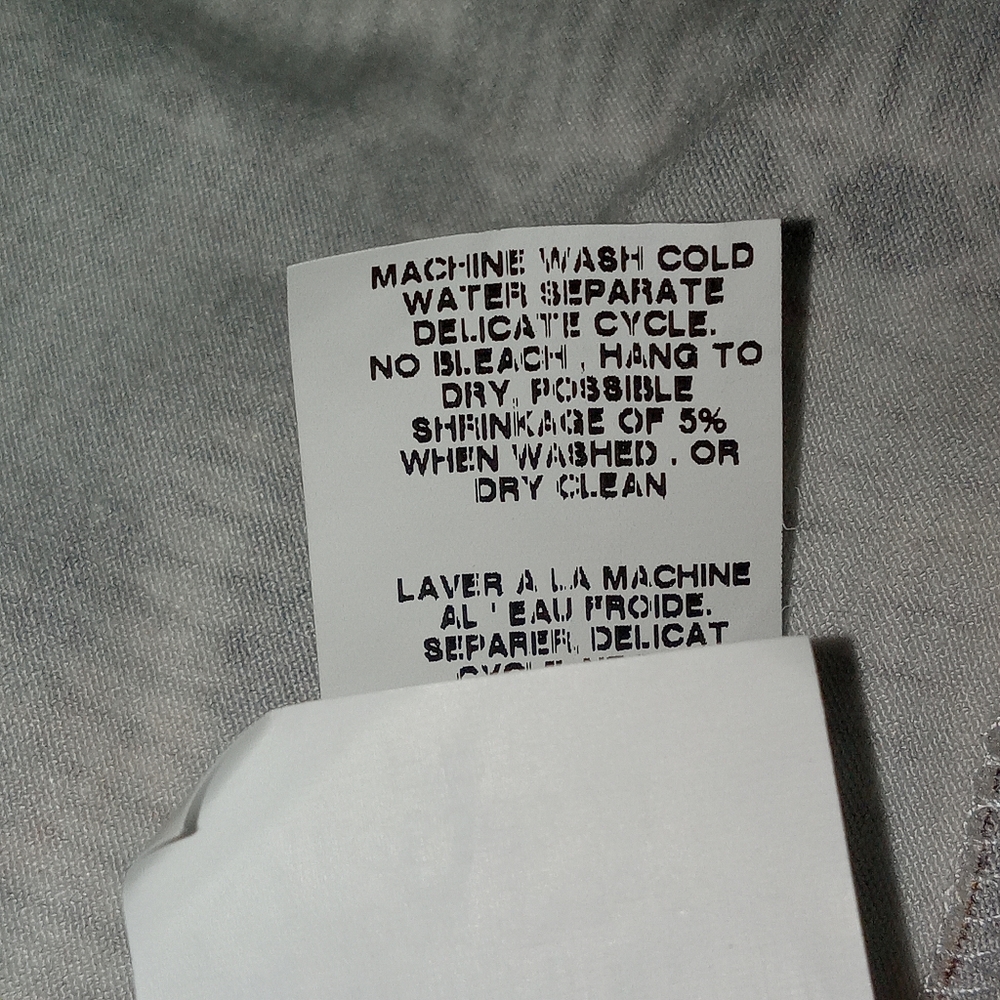 MACHINE WASH COLD
WATER SEPARATE
DELICATE CYCLE.
NO BLEACH . HANG TO
DRY. POSSIBLE
SHRINKAGE OF 5%
WHEN WASHED . OR
DRY CLEAN
LAVER A LA MACHINE
AL ' EAU FROIDE.
SEPARER. DELICAT